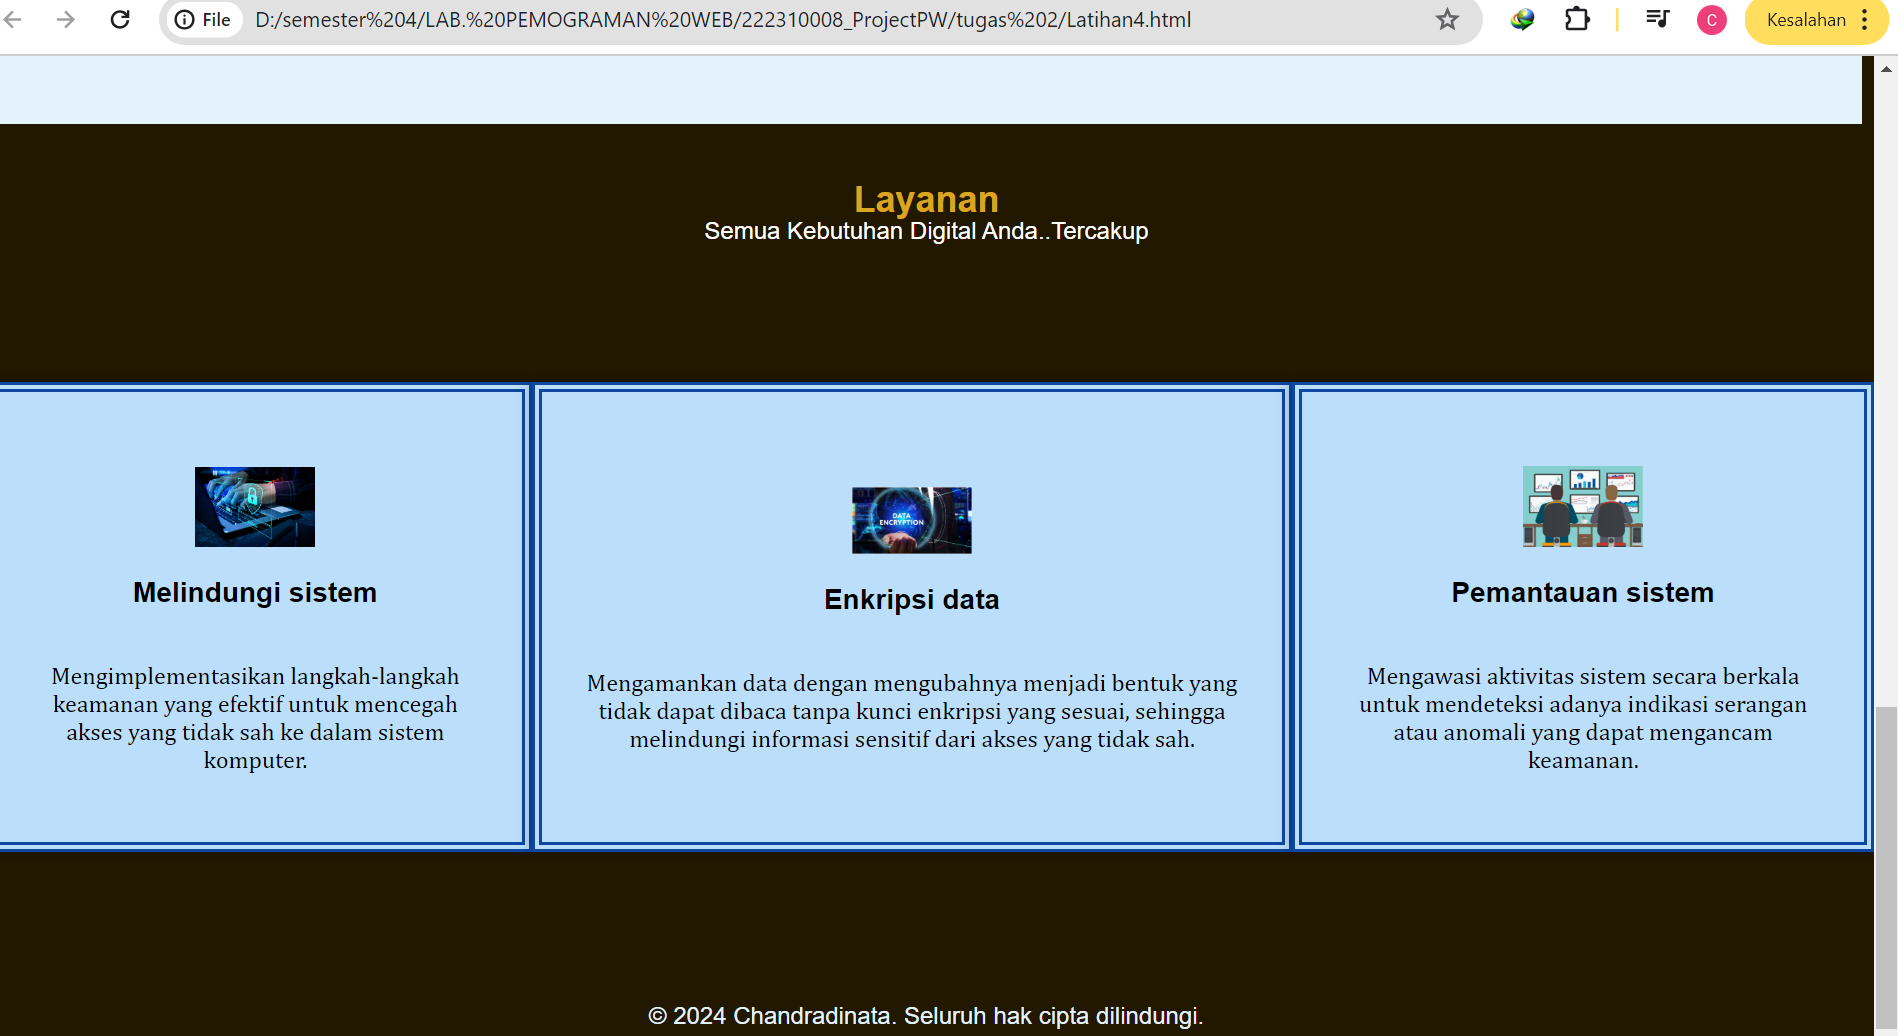 File
D:/semester%204/LAB.%20PEMOGRAMAN%20WEB/222310008_ProjectPW/tugas%202/Latihan4.html
C
Kesalahan
Layanan
Semua Kebutuhan Digital Anda..Tercakup
Melindungi sistem
Mengimplementasikan langkah-langkah
keamanan yang efektif untuk mencegah
akses yang tidak sah ke dalam sistem
komputer.
DATA
ENCRYPTION
Enkripsi data
Mengamankan data dengan mengubahnya menjadi bentuk yang
tidak dapat dibaca tanpa kunci enkripsi yang sesuai, sehingga
melindungi informasi sensitif dari akses yang tidak sah.
Pemantauan sistem
Mengawasi aktivitas sistem secara berkala
untuk mendeteksi adanya indikasi serangan
atau anomali yang dapat mengancam
keamanan.
© 2024 Chandradinata. Seluruh hak cipta dilindungi.